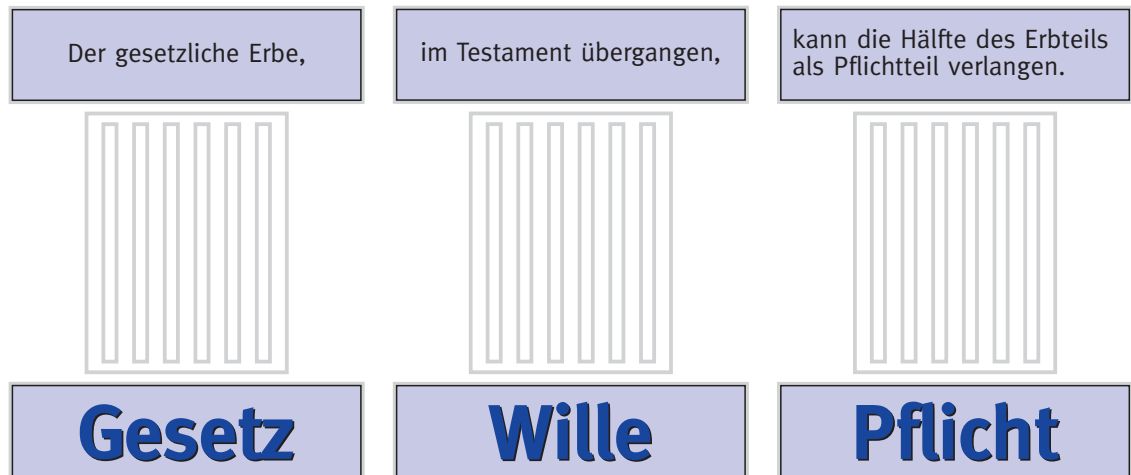 Der gesetzliche Erbe,
im Testament übergangen,
kann die Hälfte des Erbteils
als Pflichtteil verlangen.
Gesetz
Wille
Pflicht